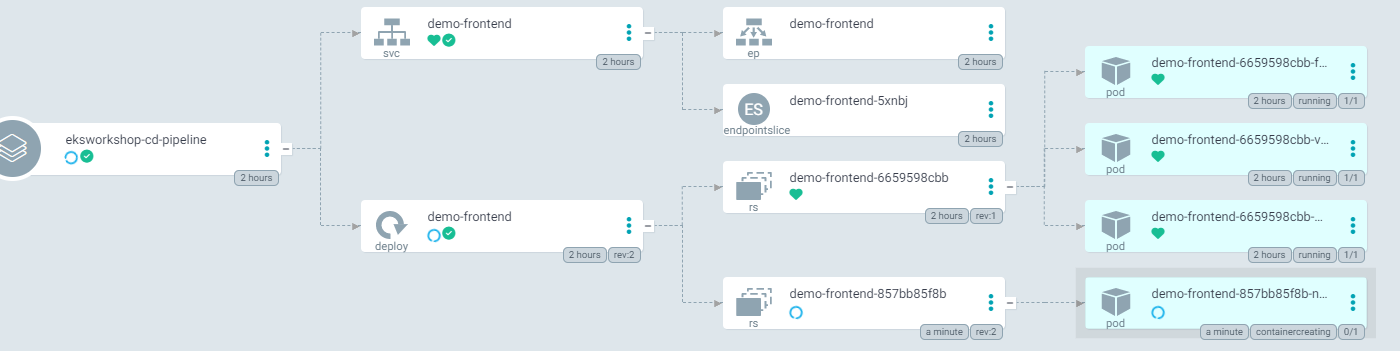 eksworkshop-cd-pipeline
2 hours
demo-frontend
svc
2 hours
demo-frontend
deploy
2 hours rev:2
demo-frontend
ep
2 hours
ES
demo-frontend-5xnbj
endpointslice
2 hours
demo-frontend-6659598cbb
rs
2 hours rev:1
demo-frontend-857bb85f8b
rs
a minute rev:2
demo-frontend-6659598cbb-f...
pod
2 hours running 1/1
demo-frontend-6659598cbb-v...
pod
2 hours running 1/1
demo-frontend-6659598cbb-...
pod
2 hours running 1/1
demo-frontend-857bb85f8b-n...
pod
a minute containercreating 0/1